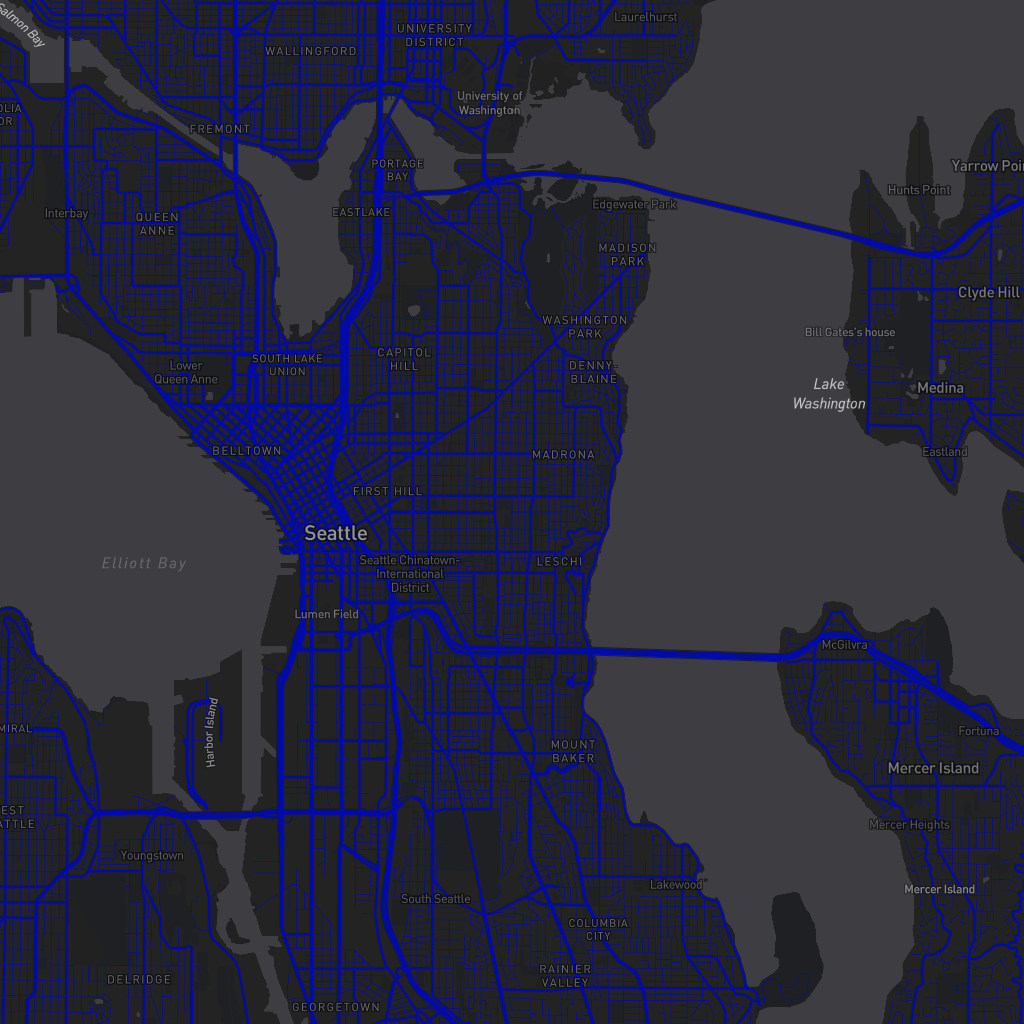 Salmon Bay
Laurelhurst
UNIVERSITY
DISTRICT
WALLINGFORD
University of
Washington
OLIA
OR
FREMONT
PORTAGE
BAY
Yarrow Poin
Hunts Point
Interbay
QUEEN
ANNE
EASTLAKE
Edgewater Park
MADISON
PARK
Clyde Hill
WASHINGTON
PARK
Bill Gates's house
SOUTH LAKE
UNION
CAPITOL
HILL
Lower
Queen Anne
DENNY-
BLAINE
Lake
Washington
Medina
BELLTOWN
MADRONA
Eastland
FIRST HILL
Seattle
Elliott Bay
Seattle Chinatown-
International
District
LESCHI
Lumen Field
McGilvra
Harbor Island
MIRAL
Fortuna
MOUNT
BAKER
Mercer Island
EST
ATTLE
Mercer Heights
Youngstown
Lakewood
Mercer Island
South Seattle
COLUMBIA
CITY
DELRIDGE
RAINIER
VALLEY
GEORGETOWN